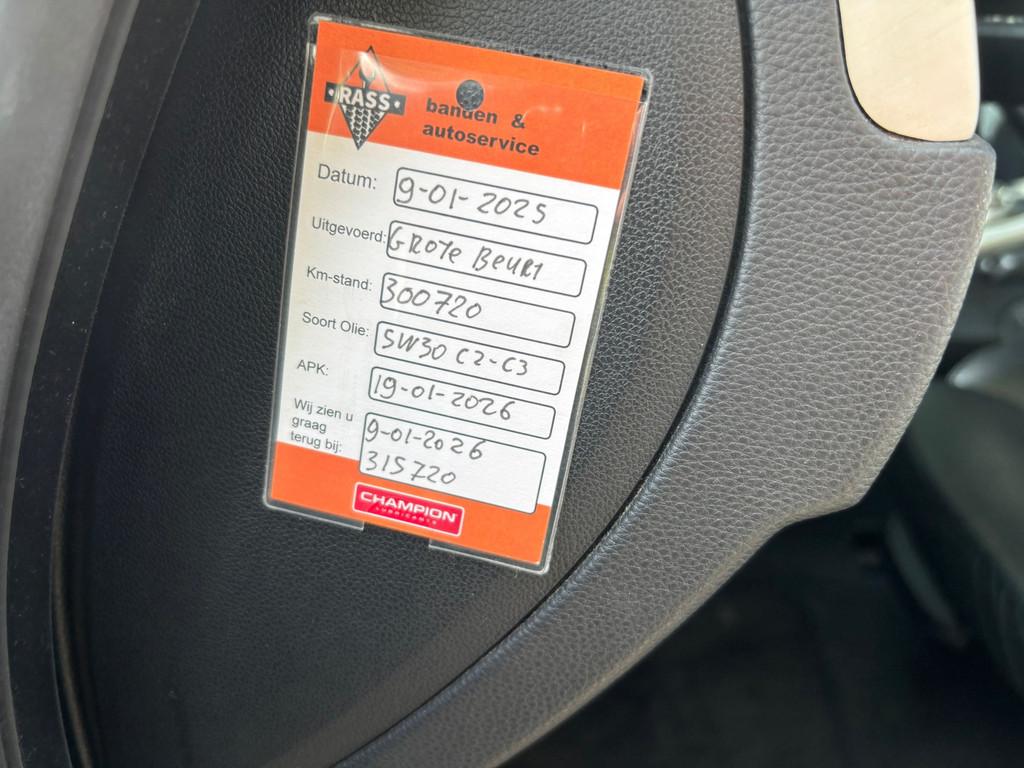 RASS
banden &
autoservice
Datum: 9-01-2025
Uitgevoerd: GROTE BEURT
Km-stand: 300720
Soort Olie: 5W30 C2-C3
APK: 19-01-2026
Wij zien u
graag
terug bij:
9-01-2026
315720
CHAMPION
LUBRICANTS